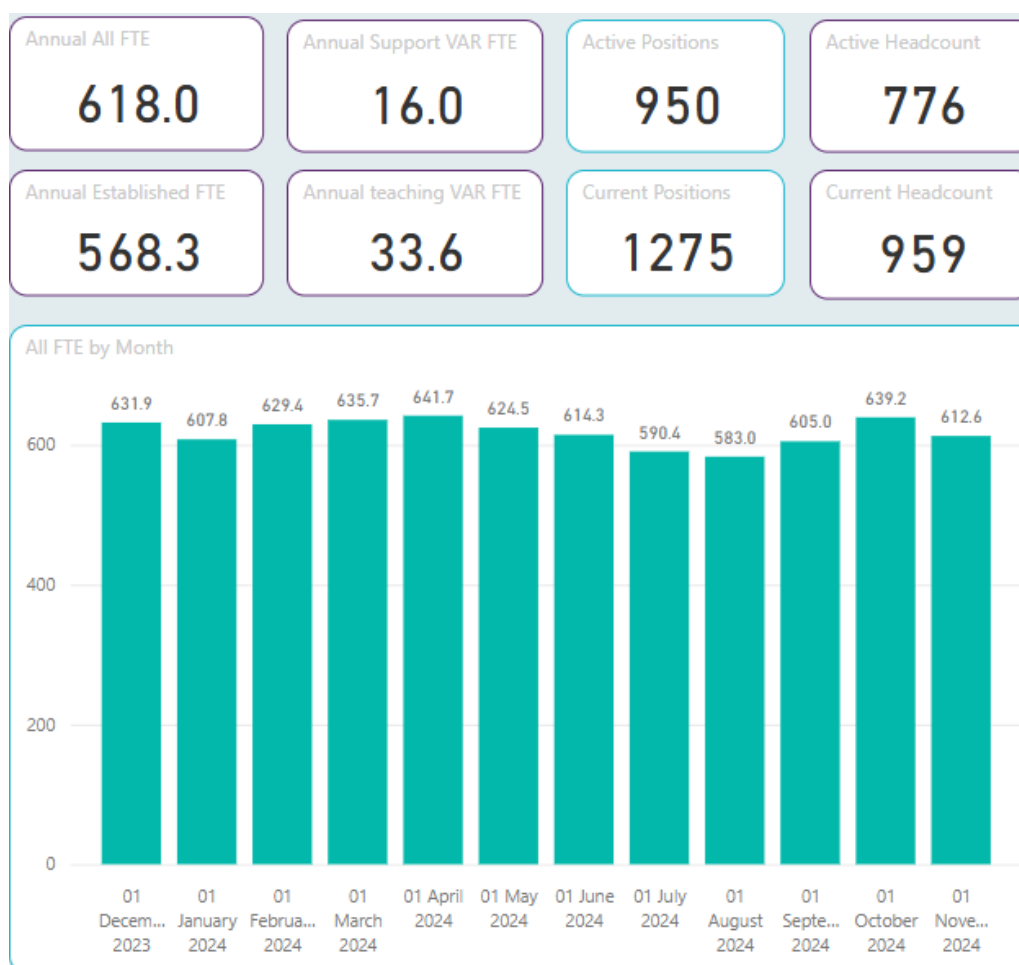 Annual All FTE
618.0
Annual Support VAR FTE
16.0
Active Positions
950
Active Headcount
776
Annual Established FTE
568.3
Annual teaching VAR FTE
33.6
Current Positions
1275
Current Headcount
959
All FTE by Month
631.9
607.8
629.4
635.7
641.7
624.5
614.3
590.4
583.0
605.0
639.2
612.6
600
400
200
0
01
Decem...
2023
01
January
2024
01
Februa...
2024
01
March
2024
01 April
2024
01 May
2024
01 June
2024
01 July
2024
01
August
2024
01
Septe...
2024
01
October
2024
01
Nove...
2024